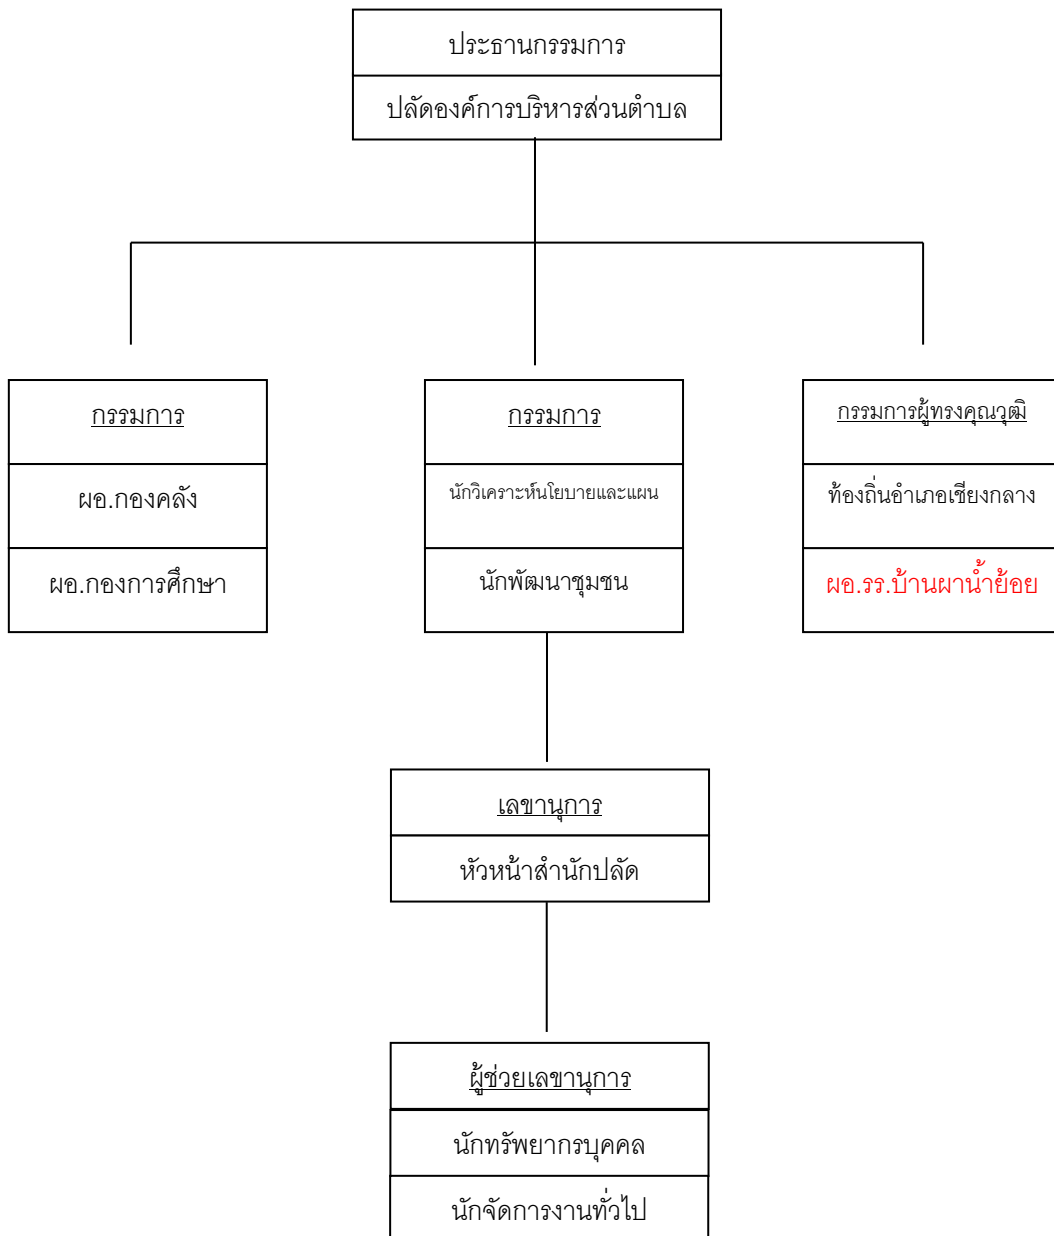 ประธานกรรมการ
ปลัดองค์การบริหารส่วนตำบล
กรรมการ
ผอ.กองคลัง
ผอ.กองการศึกษา
กรรมการ
นักวิเคราะห์นโยบายและแผน
นักพัฒนาชุมชน
กรรมการผู้ทรงคุณวุฒิ
ท้องถิ่นอำเภอเชียงกลาง
ผอ.รร.บ้านผาน้ำย้อย
เลขานุการ
หัวหน้าสำนักปลัด
ผู้ช่วยเลขานุการ
นักทรัพยากรบุคคล
นักจัดการงานทั่วไป